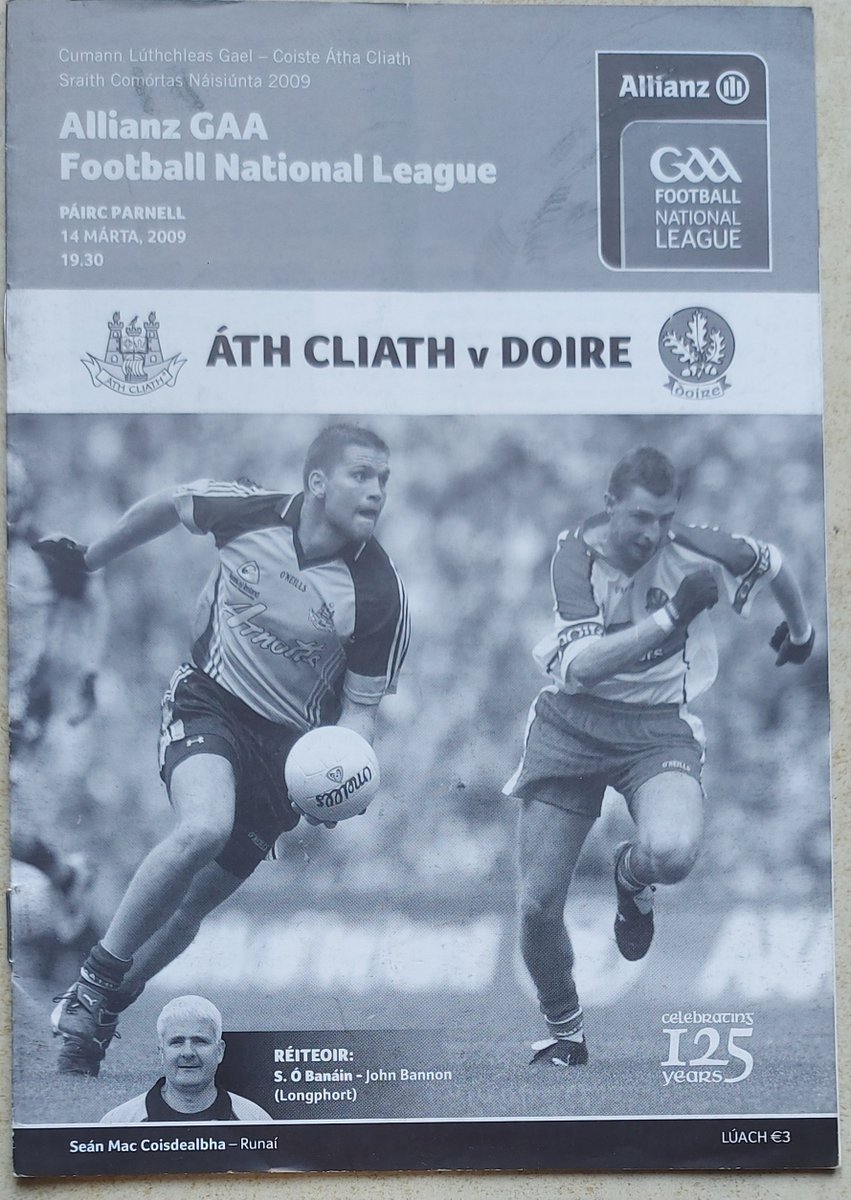 Cumann Lúthchleas Gael – Coiste Átha Cliath
Sraith Comórtas Náisiúnta 2009
Allianz GAA
Football National League
PÁIRC PARNELL
14 MÁRTA, 2009
19.30
Allianz
GAA
FOOTBALL
NATIONAL
LEAGUE
ÁTH CLIATH v DOIRE
ÁTH CLIATH
Doire
O'NEILLS
Arnotts
DOIRE
O'NEILLS
O'NEILLS
celebrating
125
years
RÉITEOIR:
S. Ó Banáin - John Bannon
(Longphort)
Seán Mac Coisdealbha – Runaí
LÚACH €3